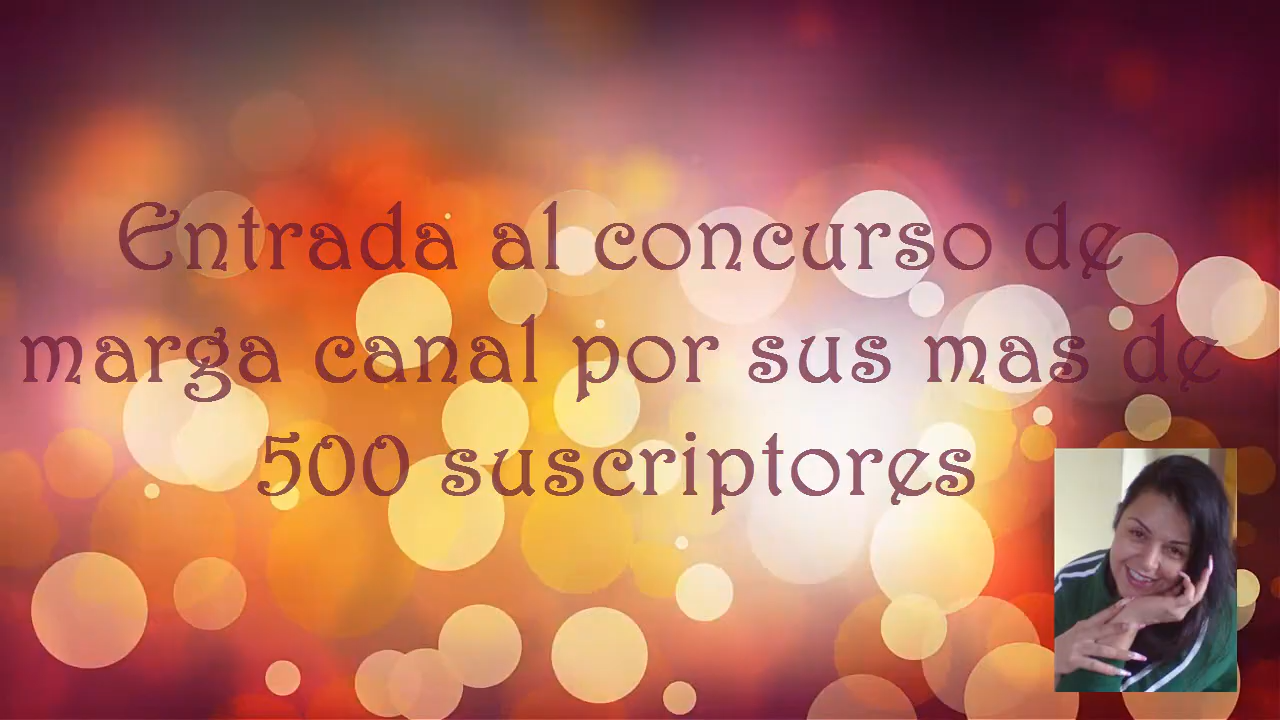 Entrada al concurso de
marga canal por sus mas de
500 suscriptores